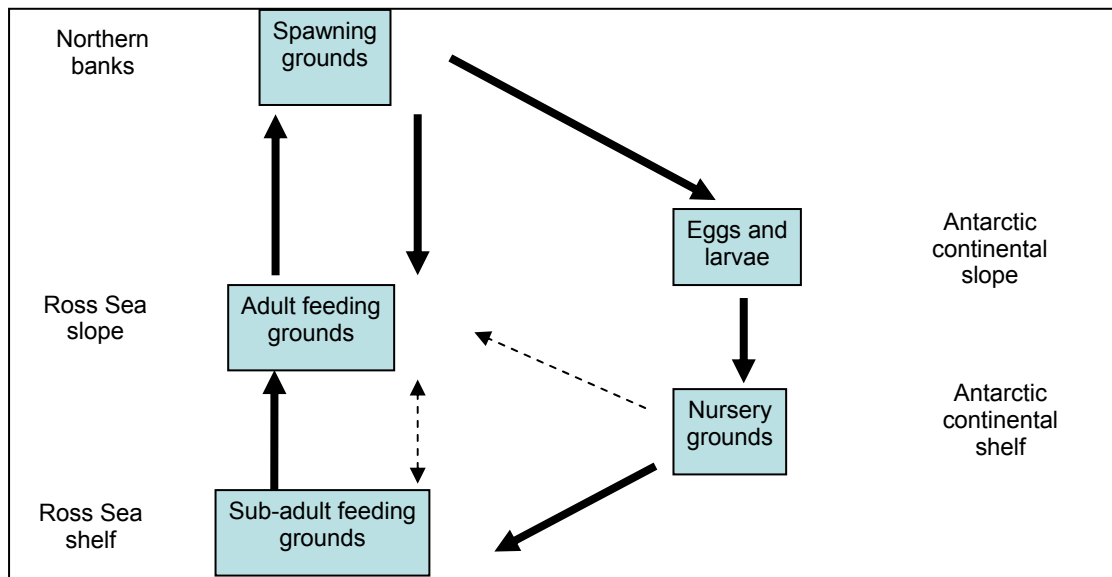 Northern
banks
Spawning
grounds
Eggs and
larvae
Antarctic
continental
slope
Ross Sea
slope
Adult feeding
grounds
Nursery
grounds
Antarctic
continental
shelf
Ross Sea
shelf
Sub-adult feeding
grounds